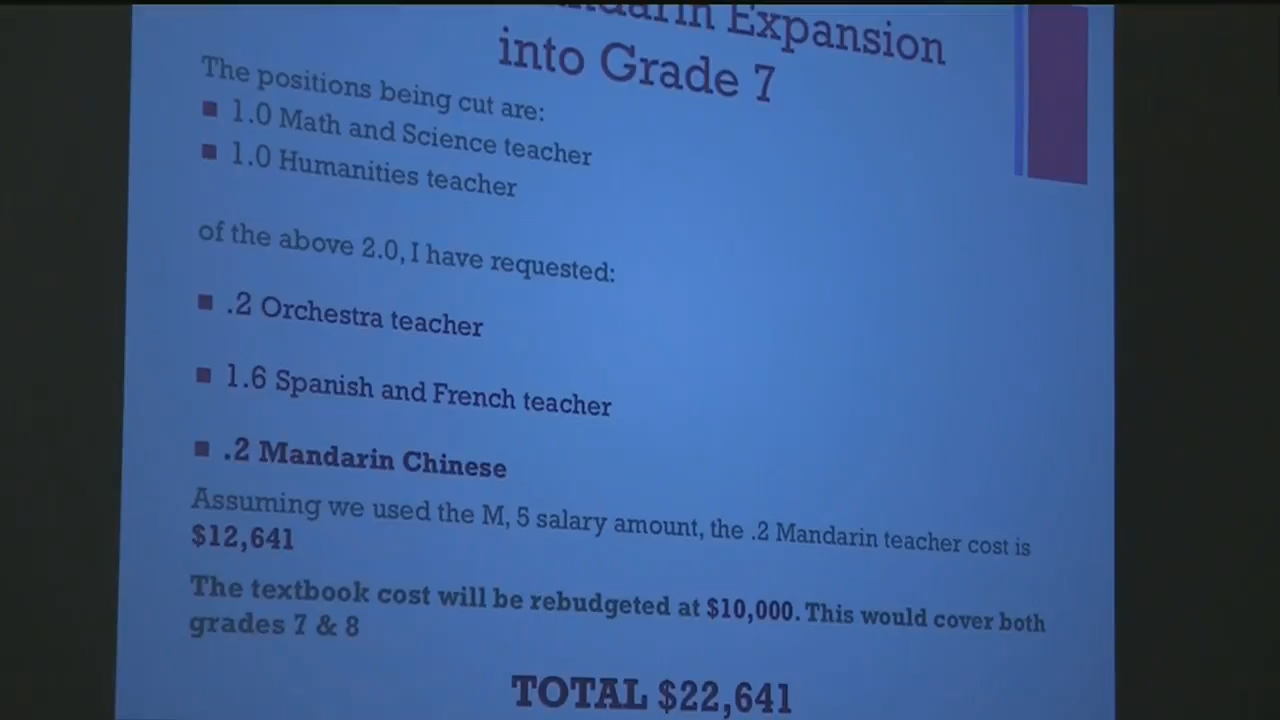 Expansion
into Grade 7
The positions being cut are:
■ 1.0 Math and Science teacher
■ 1.0 Humanities teacher
of the above 2.0, I have requested:
■ .2 Orchestra teacher
■ 1.6 Spanish and French teacher
■ .2 Mandarin Chinese
Assuming we used the M, 5 salary amount, the .2 Mandarin teacher cost is
$12,641
The textbook cost will be rebudgeted at $10,000. This would cover both
grades 7 & 8
TOTAL $22,641